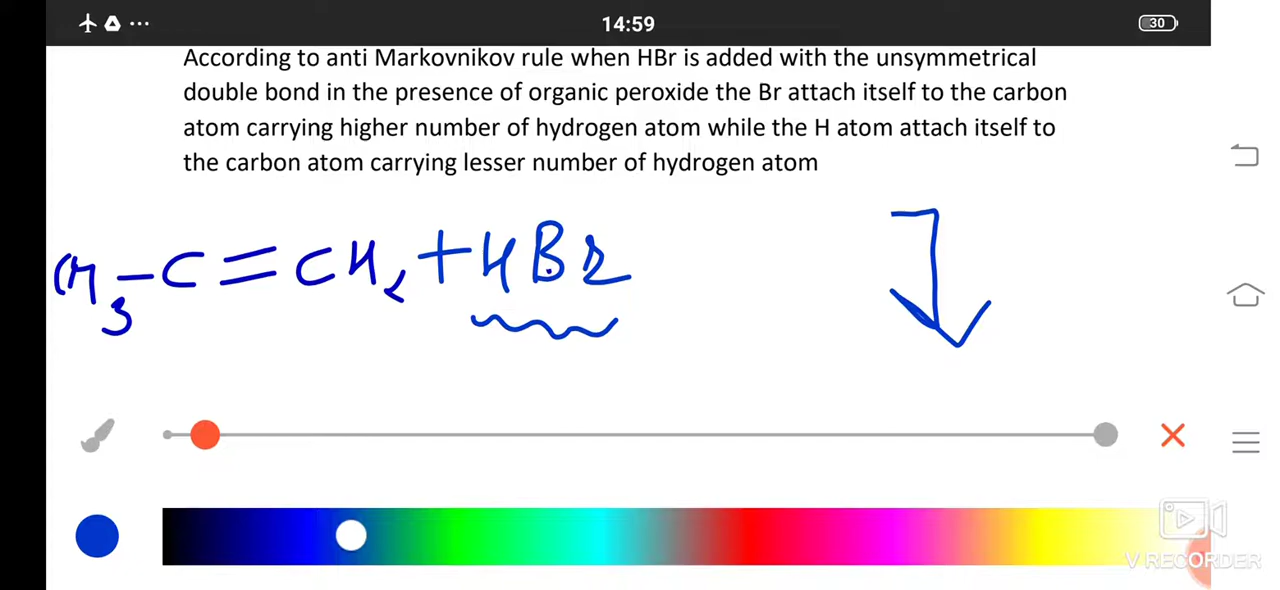 14:59
30
According to anti Markovnikov rule when HBr is added with the unsymmetrical
double bond in the presence of organic peroxide the Br attach itself to the carbon
atom carrying higher number of hydrogen atom while the H atom attach itself to
the carbon atom carrying lesser number of hydrogen atom
CH3-C=CH2+HBr
V RECORDER